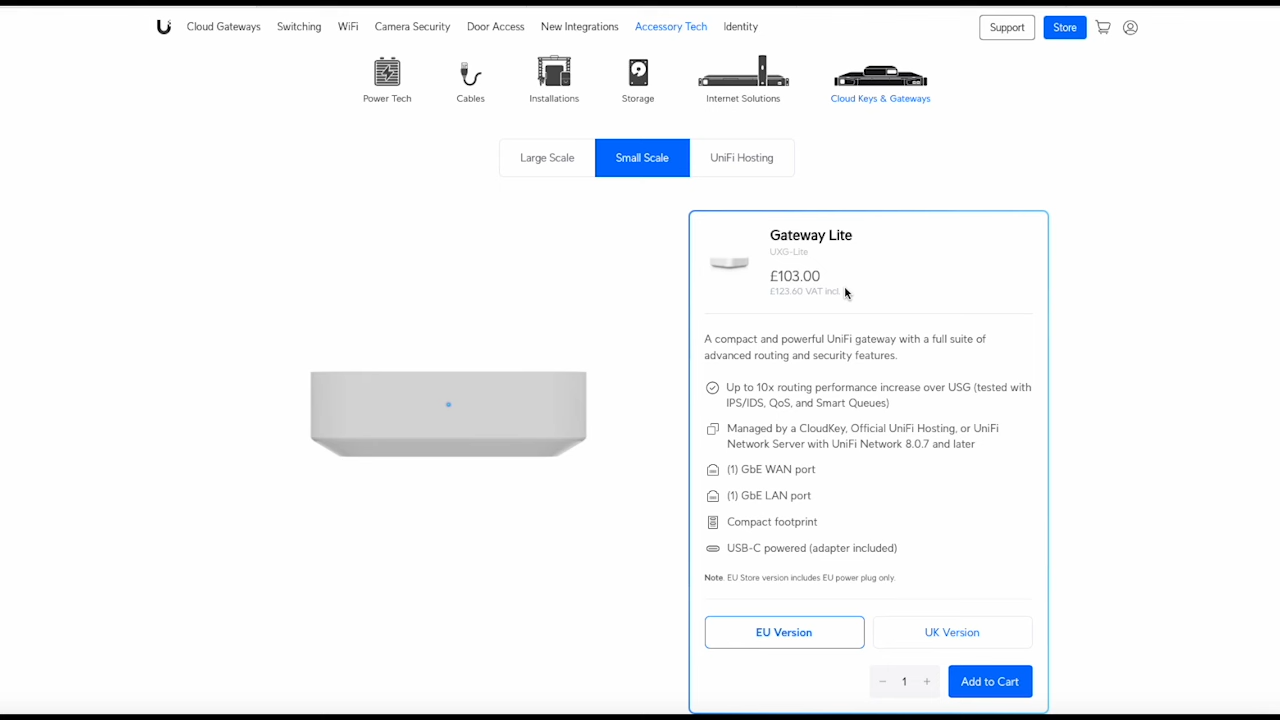 Cloud Gateways Switching WiFi Camera Security Door Access New Integrations Accessory Tech Identity Support Store
Power Tech Cables Installations Storage Internet Solutions Cloud Keys & Gateways
Large Scale Small Scale UniFi Hosting
Gateway Lite
UXG-Lite
£103.00
£123.60 VAT incl.
A compact and powerful UniFi gateway with a full suite of
advanced routing and security features.
Up to 10x routing performance increase over USG (tested with
IPS/IDS, QoS, and Smart Queues)
Managed by a CloudKey, Official UniFi Hosting, or UniFi
Network Server with UniFi Network 8.0.7 and later
(1) GbE WAN port
(1) GbE LAN port
Compact footprint
USB-C powered (adapter included)
Note. EU Store version includes EU power plug only.
EU Version UK Version
− 1 + Add to Cart